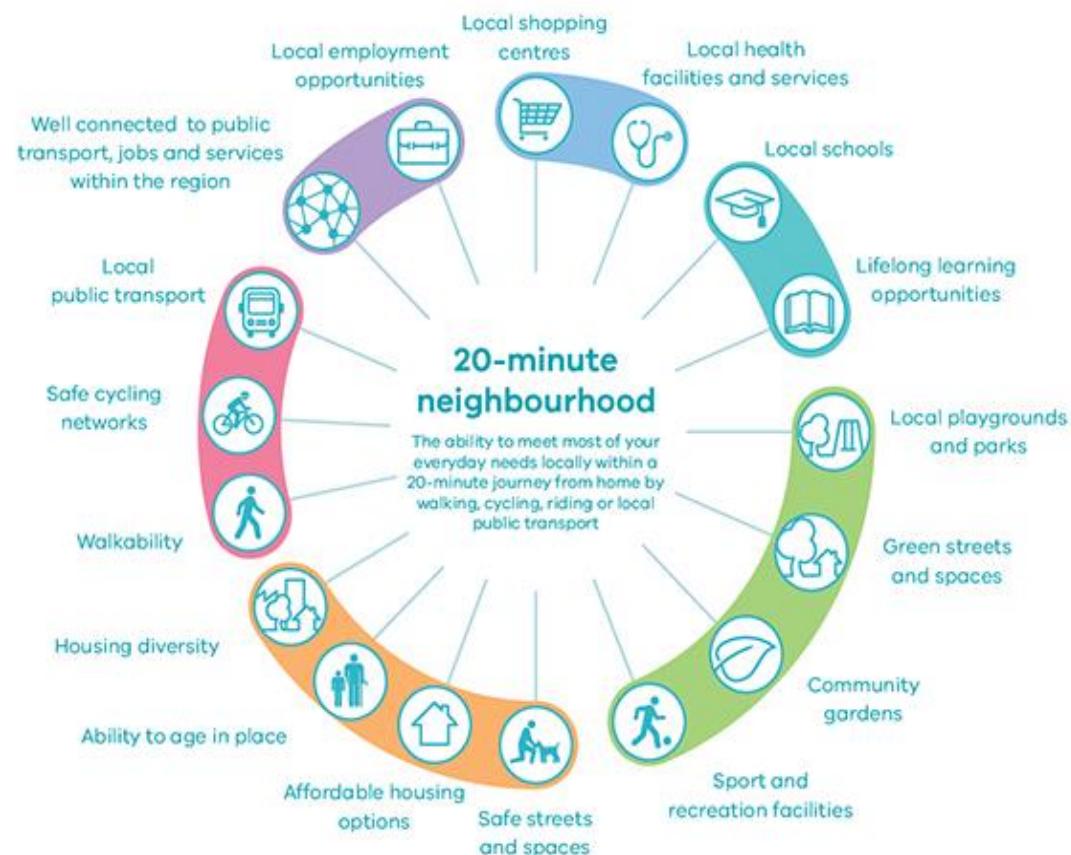 Local shopping
centres
Local health
facilities and services
Local schools
Lifelong learning
opportunities
Local playgrounds
and parks
Green streets
and spaces
Community
gardens
Sport and
recreation facilities
Safe streets
and spaces
Affordable housing
options
Ability to age in place
Housing diversity
Walkability
Safe cycling
networks
Local
public transport
Well connected to public
transport, jobs and services
within the region
Local employment
opportunities
20-minute
neighbourhood
The ability to meet most of your
everyday needs locally within a
20-minute journey from home by
walking, cycling, riding or local
public transport